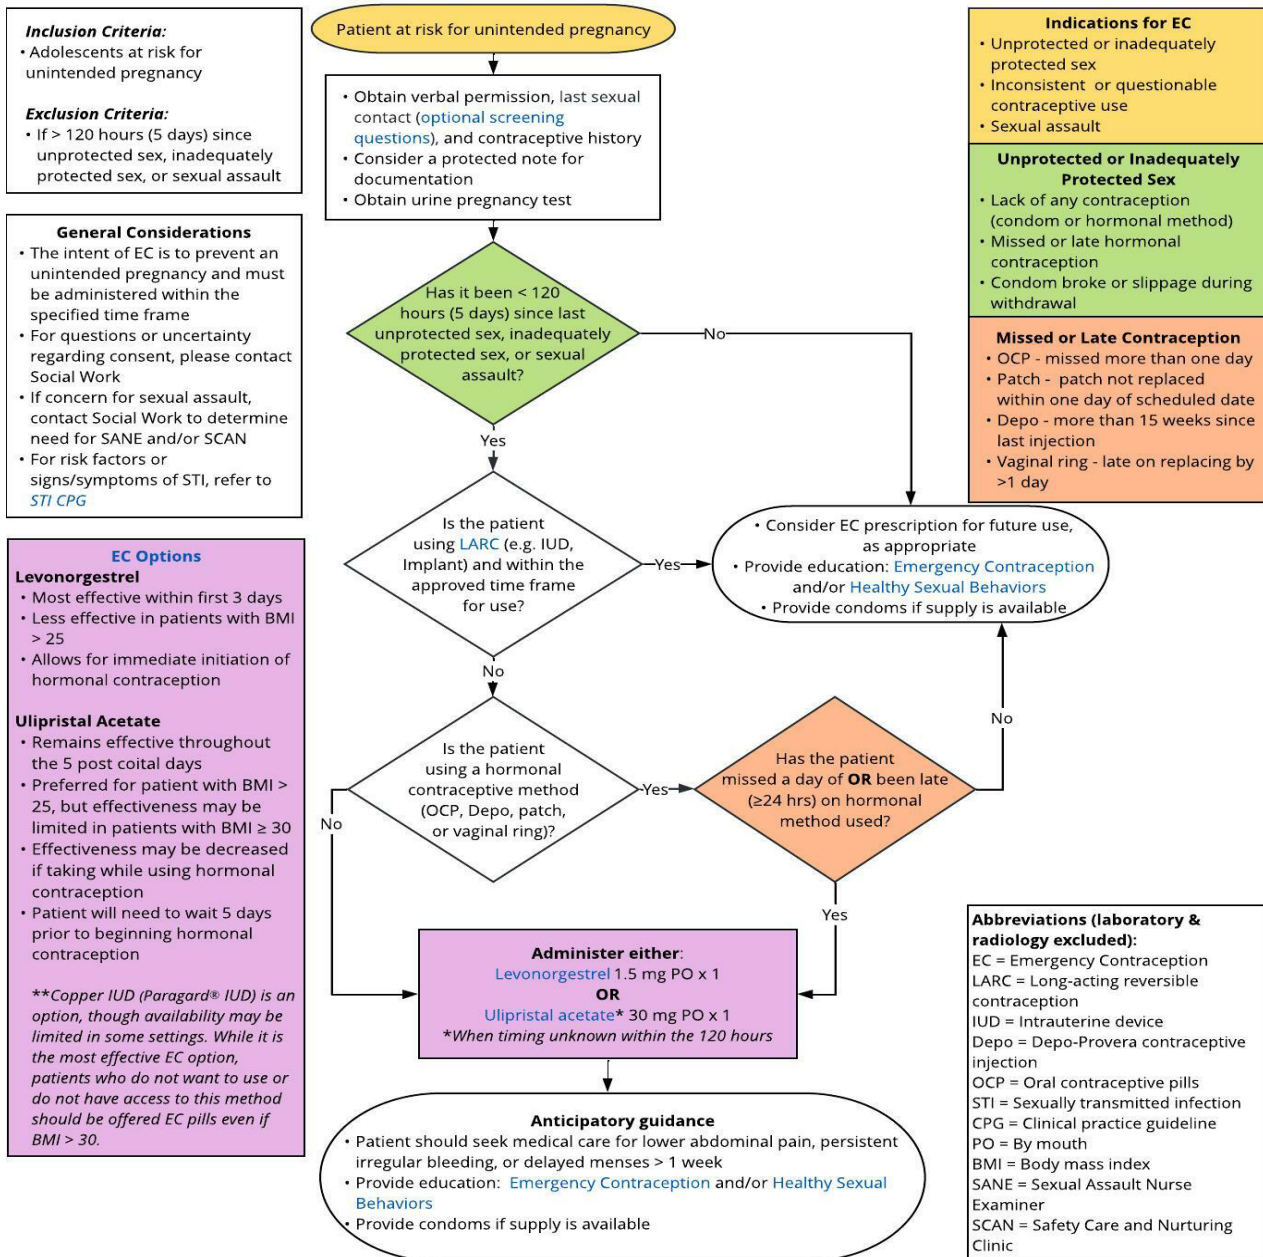 Inclusion Criteria:
• Adolescents at risk for
unintended pregnancy
Exclusion Criteria:
• If > 120 hours (5 days) since
unprotected sex, inadequately
protected sex, or sexual assault
General Considerations
• The intent of EC is to prevent an
unintended pregnancy and must
be administered within the
specified time frame
• For questions or uncertainty
regarding consent, please contact
Social Work
• If concern for sexual assault,
contact Social Work to determine
need for SANE and/or SCAN
• For risk factors or
signs/symptoms of STI, refer to
STI CPG
EC Options
Levonorgestrel
• Most effective within first 3 days
• Less effective in patients with BMI
> 25
• Allows for immediate initiation of
hormonal contraception
Ulipristal Acetate
• Remains effective throughout
the 5 post coital days
• Preferred for patient with BMI >
25, but effectiveness may be
limited in patients with BMI ≥ 30
• Effectiveness may be decreased
if taking while using hormonal
contraception
• Patient will need to wait 5 days
prior to beginning hormonal
contraception
**Copper IUD (Paragard® IUD) is an
option, though availability may be
limited in some settings. While it is
the most effective EC option,
patients who do not want to use or
do not have access to this method
should be offered EC pills even if
BMI > 30.
Patient at risk for unintended pregnancy
• Obtain verbal permission, last sexual
contact (optional screening
questions), and contraceptive history
• Consider a protected note for
documentation
• Obtain urine pregnancy test
Has it been < 120
hours (5 days) since last
unprotected sex, inadequately
protected sex, or sexual
assault?
No
Yes
Is the patient
using LARC (e.g. IUD,
Implant) and within the
approved time frame
for use?
Yes
No
• Consider EC prescription for future use,
as appropriate
• Provide education: Emergency Contraception
and/or Healthy Sexual Behaviors
• Provide condoms if supply is available
Is the patient
using a hormonal
contraceptive method
(OCP, Depo, patch,
or vaginal ring)?
Yes
No
Has the patient
missed a day of OR been late
(≥24 hrs) on hormonal
method used?
No
Yes
Administer either:
Levonorgestrel 1.5 mg PO x 1
OR
Ulipristal acetate* 30 mg PO x 1
*When timing unknown within the 120 hours
Anticipatory guidance
• Patient should seek medical care for lower abdominal pain, persistent
irregular bleeding, or delayed menses > 1 week
• Provide education: Emergency Contraception and/or Healthy Sexual
Behaviors
• Provide condoms if supply is available
Indications for EC
• Unprotected or inadequately
protected sex
• Inconsistent or questionable
contraceptive use
• Sexual assault
Unprotected or Inadequately
Protected Sex
• Lack of any contraception
(condom or hormonal method)
• Missed or late hormonal
contraception
• Condom broke or slippage during
withdrawal
Missed or Late Contraception
• OCP - missed more than one day
• Patch - patch not replaced
within one day of scheduled date
• Depo - more than 15 weeks since
last injection
• Vaginal ring - late on replacing by
>1 day
Abbreviations (laboratory &
radiology excluded):
EC = Emergency Contraception
LARC = Long-acting reversible
contraception
IUD = Intrauterine device
Depo = Depo-Provera contraceptive
injection
OCP = Oral contraceptive pills
STI = Sexually transmitted infection
CPG = Clinical practice guideline
PO = By mouth
BMI = Body mass index
SANE = Sexual Assault Nurse
Examiner
SCAN = Safety Care and Nurturing
Clinic